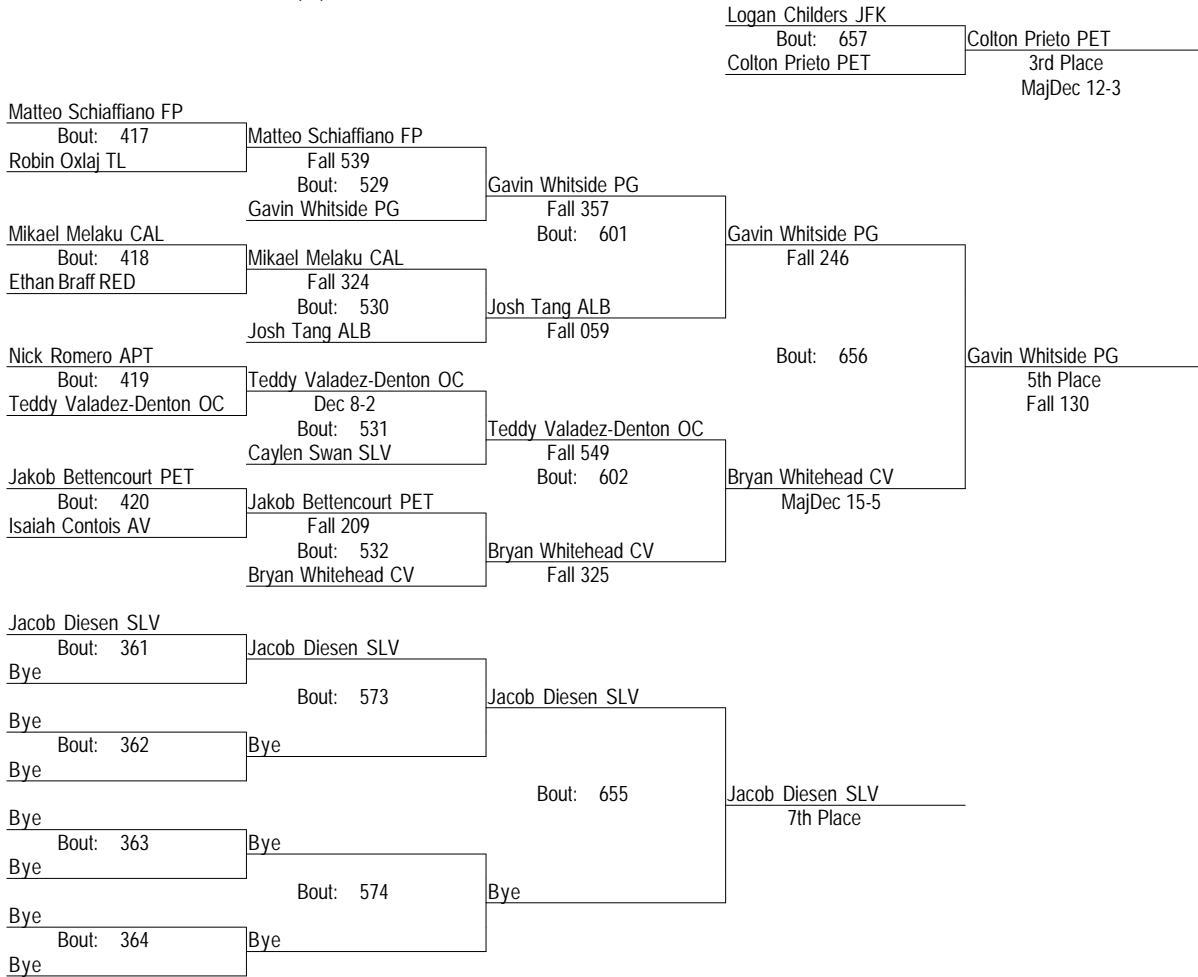 Logan Childers JFK
Bout: 657
Colton Prieto PET
Colton Prieto PET
3rd Place
MajDec 12-3
Matteo Schiaffiano FP
Bout: 417
Robin Oxlaj TL
Matteo Schiaffiano FP
Fall 539
Bout: 529
Gavin Whitside PG
Gavin Whitside PG
Fall 357
Bout: 601
Mikael Melaku CAL
Bout: 418
Ethan Braff RED
Mikael Melaku CAL
Fall 324
Bout: 530
Josh Tang ALB
Josh Tang ALB
Fall 059
Gavin Whitside PG
Fall 246
Bout: 656
Gavin Whitside PG
5th Place
Fall 130
Nick Romero APT
Bout: 419
Teddy Valadez-Denton OC
Teddy Valadez-Denton OC
Dec 8-2
Bout: 531
Caylen Swan SLV
Teddy Valadez-Denton OC
Fall 549
Bout: 602
Jakob Bettencourt PET
Bout: 420
Isaiah Contois AV
Jakob Bettencourt PET
Fall 209
Bout: 532
Bryan Whitehead CV
Bryan Whitehead CV
Fall 325
Bryan Whitehead CV
MajDec 15-5
Jacob Diesen SLV
Bout: 361
Bye
Jacob Diesen SLV
Bout: 573
Bye
Bout: 362
Bye
Bye
Jacob Diesen SLV
Bout: 655
Jacob Diesen SLV
7th Place
Bye
Bout: 363
Bye
Bye
Bout: 574
Bye
Bye
Bout: 364
Bye
Bye